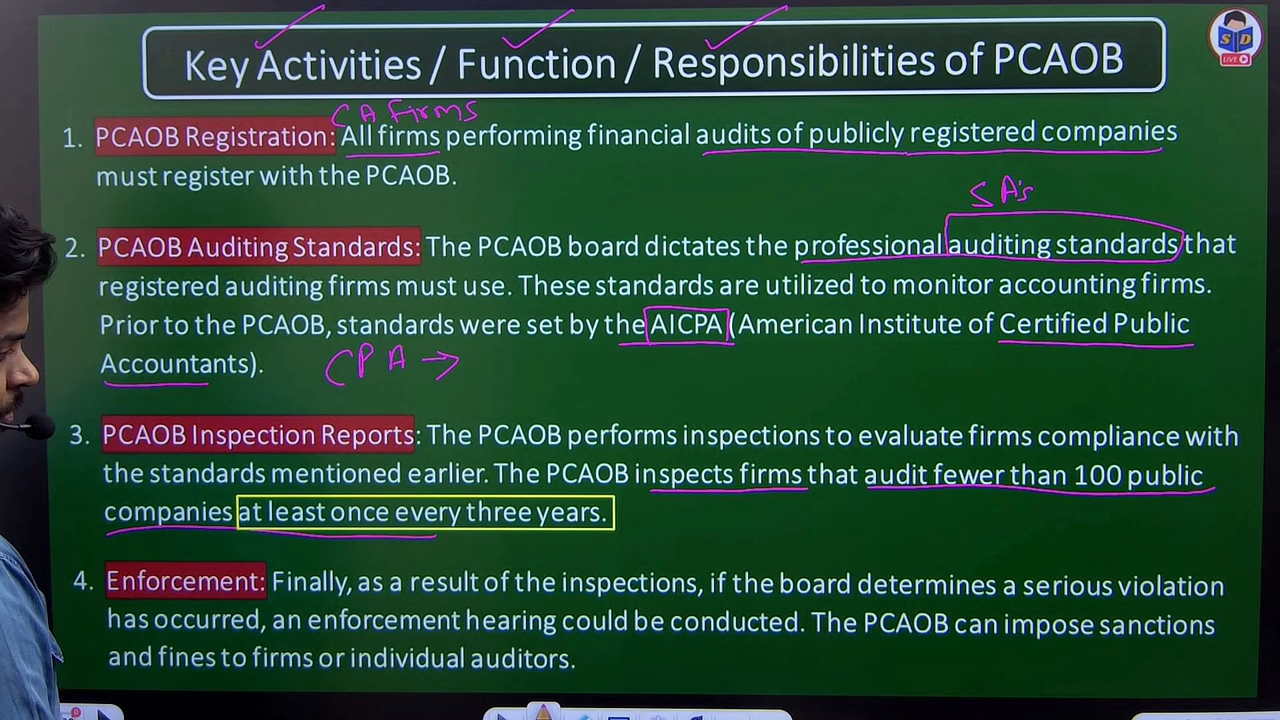 Key Activities / Function / Responsibilities of PCAOB
S D
LIVE
CA Firms
1. PCAOB Registration: All firms performing financial audits of publicly registered companies
must register with the PCAOB.
SA's
2. PCAOB Auditing Standards: The PCAOB board dictates the professional auditing standards that
registered auditing firms must use. These standards are utilized to monitor accounting firms.
Prior to the PCAOB, standards were set by the AICPA (American Institute of Certified Public
Accountants).
CPA →
3. PCAOB Inspection Reports: The PCAOB performs inspections to evaluate firms compliance with
the standards mentioned earlier. The PCAOB inspects firms that audit fewer than 100 public
companies at least once every three years.
4. Enforcement: Finally, as a result of the inspections, if the board determines a serious violation
has occurred, an enforcement hearing could be conducted. The PCAOB can impose sanctions
and fines to firms or individual auditors.